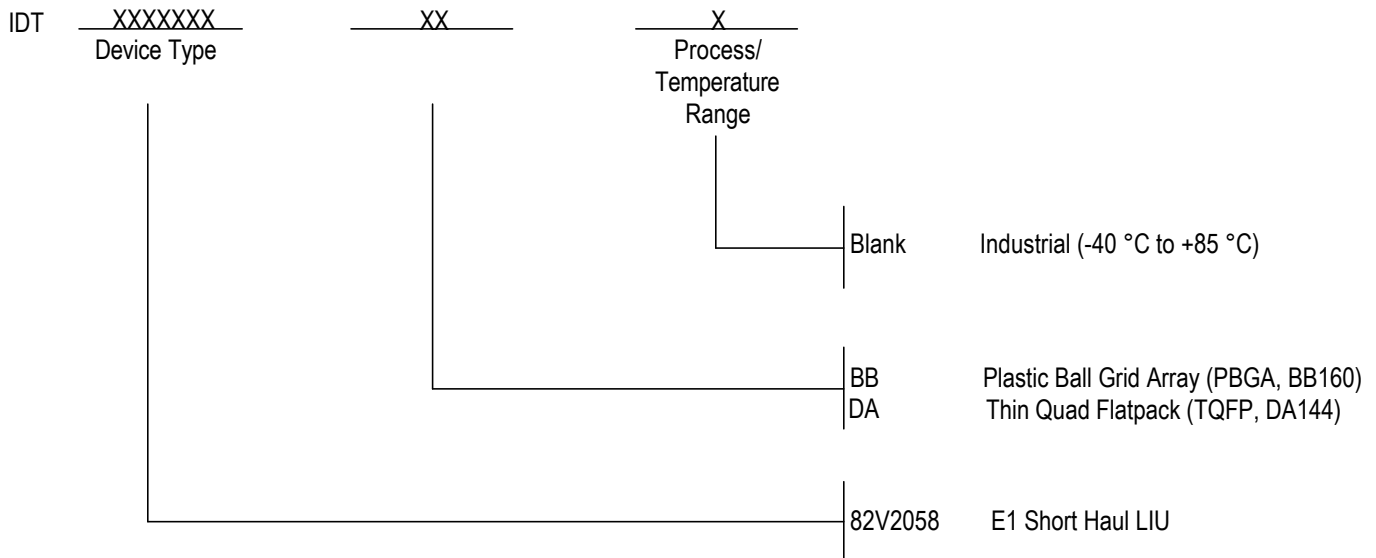 IDT XXXXXXX XX X
Device Type
Process/
Temperature
Range
Blank Industrial (-40 °C to +85 °C)
BB Plastic Ball Grid Array (PBGA, BB160)
DA Thin Quad Flatpack (TQFP, DA144)
82V2058 E1 Short Haul LIU